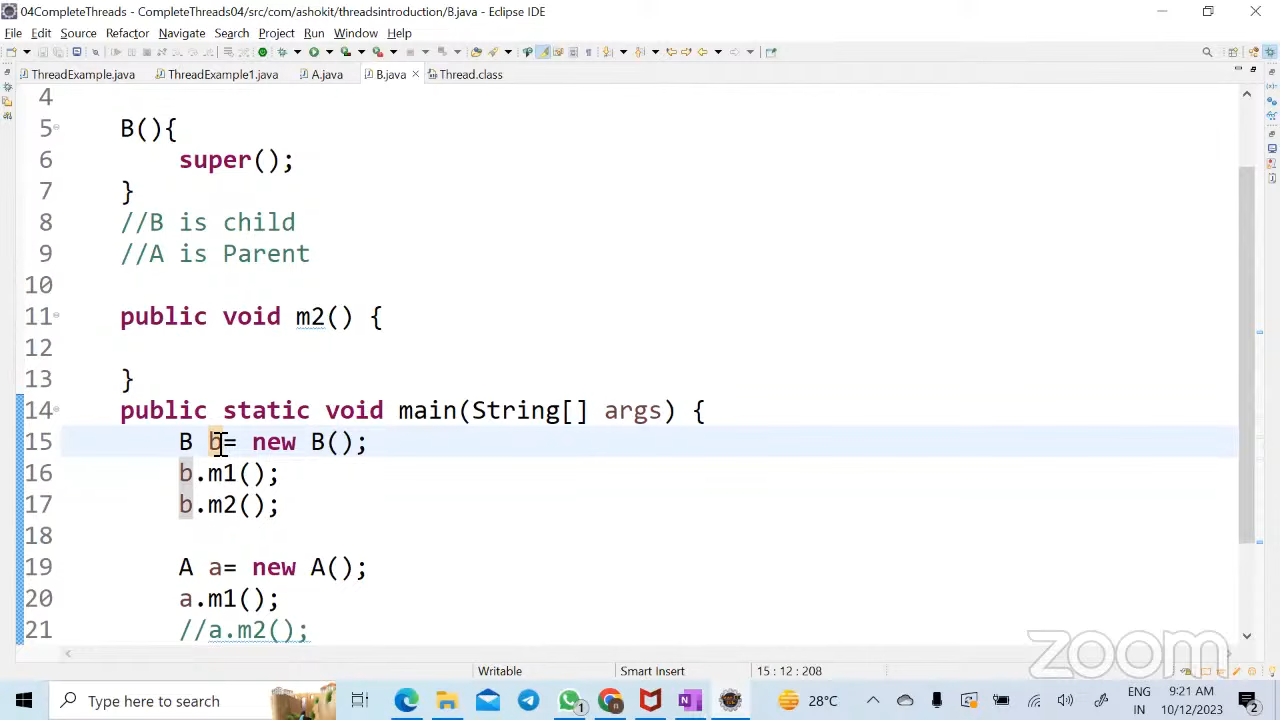 04CompleteThreads - CompleteThreads04/src/com/ashokit/threadsintroduction/B.java - Eclipse IDE
File Edit Source Refactor Navigate Search Project Run Window Help
ThreadExample.java ThreadExample1.java A.java B.java Thread.class
4
5 B(){
6 super();
7 }
8 //B is child
9 //A is Parent
10
11 public void m2() {
12
13 }
14 public static void main(String[] args) {
15 B b= new B();
16 b.m1();
17 b.m2();
18
19 A a= new A();
20 a.m1();
21 //a.m2();
zoom
Writable Smart Insert 15 : 12 : 208
Type here to search 1 28°C ENG IN 9:21 AM 10/12/2023 2